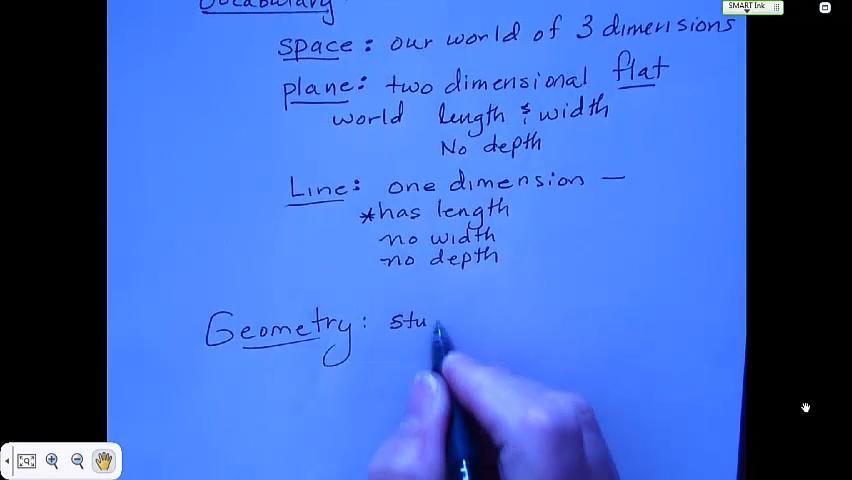 Vocabulary
SMART Ink
space: our world of 3 dimensions
plane: two dimensional flat
world length & width
No depth
Line: one dimension —
*has length
no width
no depth
Geometry: stu